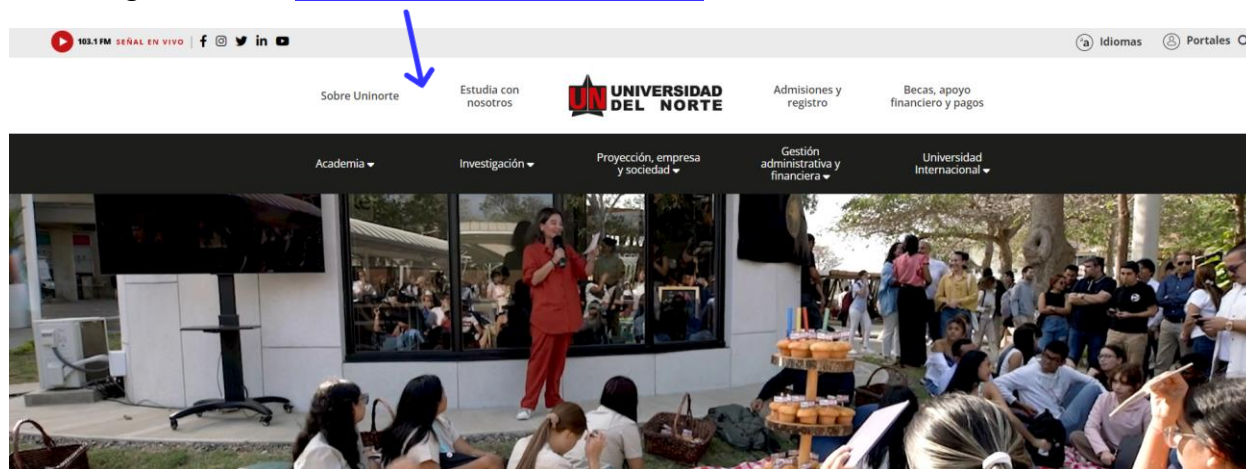 103.1 FM SEÑAL EN VIVO
Idiomas
Portales
Sobre Uninorte
Estudia con
nosotros
UN UNIVERSIDAD
DEL NORTE
Admisiones y
registro
Becas, apoyo
financiero y pagos
Academia
Investigación
Proyección, empresa
y sociedad
Gestión
administrativa y
financiera
Universidad
Internacional